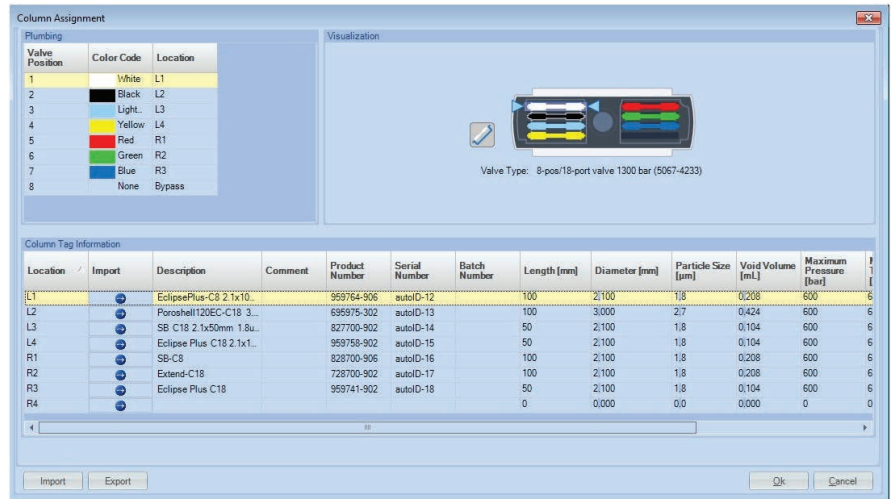 Column Assignment
Plumbing
Visualization
Valve Position Color Code Location
1 White L1
2 Black L2
3 Light.. L3
4 Yellow L4
5 Red R1
6 Green R2
7 Blue R3
8 None Bypass
Valve Type: 8-pos/18-port valve 1300 bar (5067-4233)
Column Tag Information
Location Import Description Comment Product Number Serial Number Batch Number Length [mm] Diameter [mm] Particle Size [µm] Void Volume [mL] Maximum Pressure [bar]
L1 EclipsePlus-C8 2.1x10... 959764-906 autoID-12 100 2,100 1,8 0,208 600 6
L2 Poroshell120EC-C18 3.... 695975-302 autoID-13 100 3,000 2,7 0,424 600 6
L3 SB C18 2.1x50mm 1.8u... 827700-902 autoID-14 50 2,100 1,8 0,104 600 6
L4 Eclipse Plus C18 2.1x1... 959758-902 autoID-15 50 2,100 1,8 0,104 600 6
R1 SB-C8 828700-906 autoID-16 100 2,100 1,8 0,208 600 6
R2 Extend-C18 728700-902 autoID-17 100 2,100 1,8 0,208 600 6
R3 Eclipse Plus C18 959741-902 autoID-18 50 2,100 1,8 0,104 600 6
R4 0 0,000 0,0 0,000 0 0
Import Export Ok Cancel